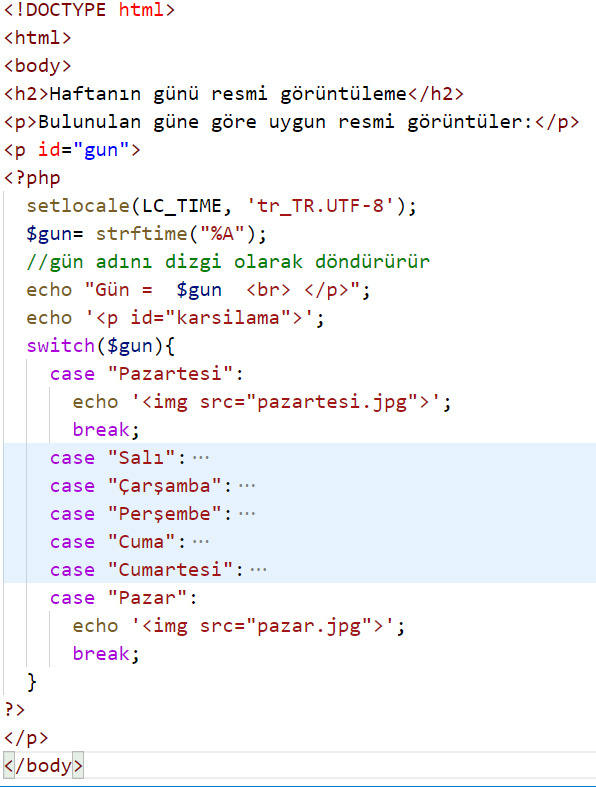 <!DOCTYPE html>
<html>
<body>
<h2>Haftanın günü resmi görüntüleme</h2>
<p>Bulunulan güne göre uygun resmi görüntüler:</p>
<p id="gun">
<?php
  setlocale(LC_TIME, 'tr_TR.UTF-8');
  $gun= strftime("%A");
  //gün adını dizgi olarak döndürürür
  echo "Gün =  $gun  <br> </p>";
  echo '<p id="karsilama">';
  switch($gun){
    case "Pazartesi":
      echo '<img src="pazartesi.jpg">';
      break;
    case "Salı":···
    case "Çarşamba":···
    case "Perşembe":···
    case "Cuma":···
    case "Cumartesi":···
    case "Pazar":
      echo '<img src="pazar.jpg">';
      break;
  }
?>
</p>
</body>